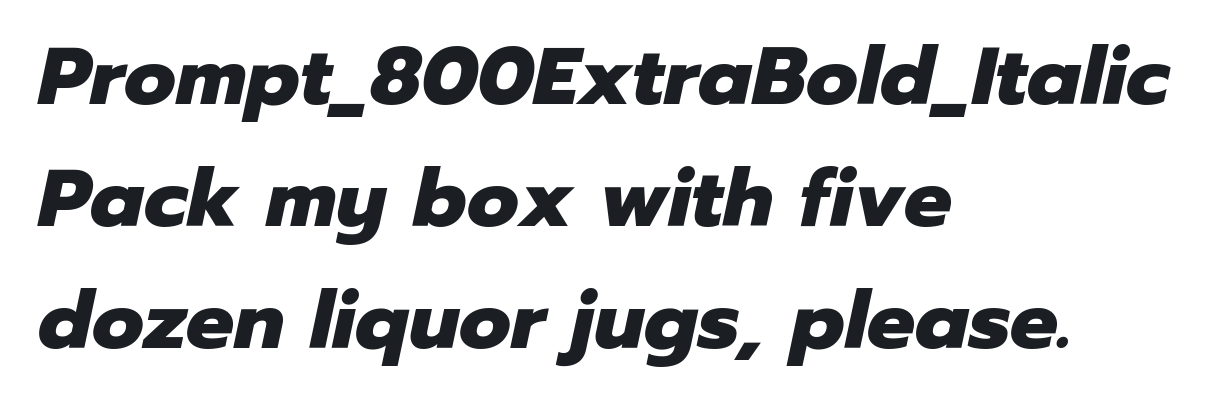 Prompt_800ExtraBold_Italic
Pack my box with five
dozen liquor jugs, please.